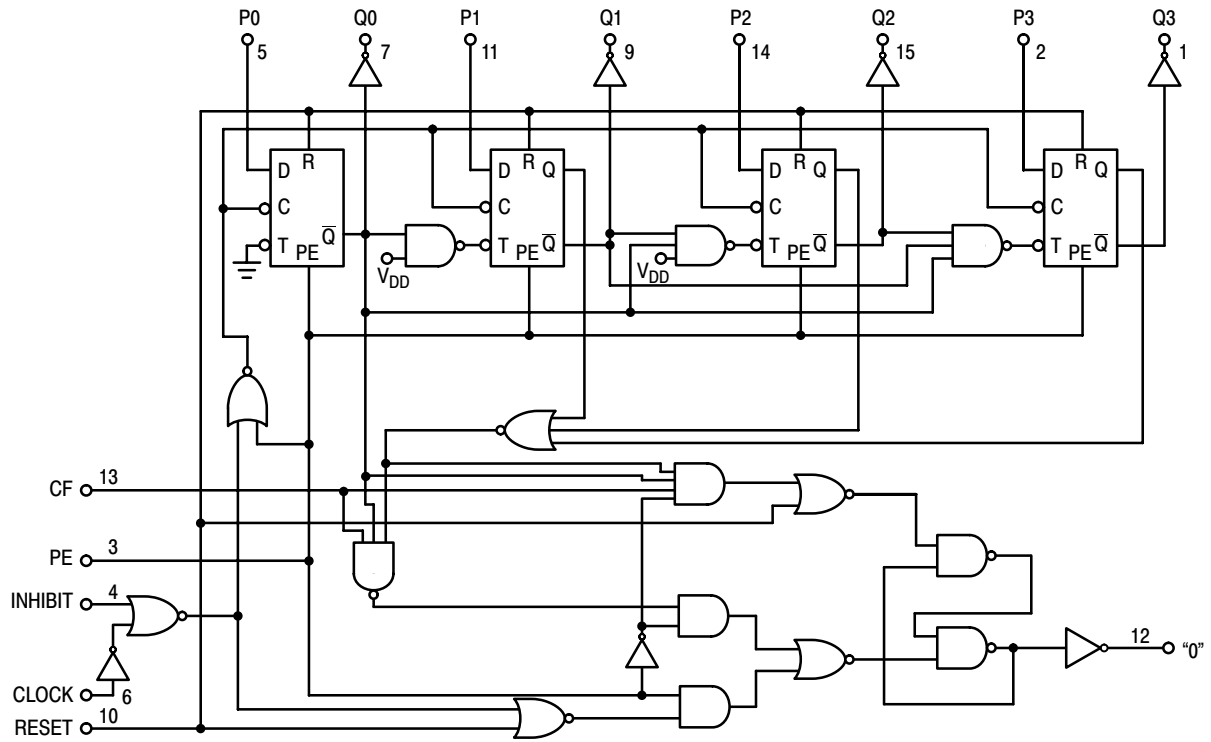 P0 Q0 P1 Q1 P2 Q2 P3 Q3
5 7 11 9 14 15 2 1
R R R R
D D Q D Q D Q
C C C C
T PE Q T PE Q T PE Q T PE Q
VDD VDD
CF 13
PE 3
INHIBIT 4
12 "0"
CLOCK 6
RESET 10